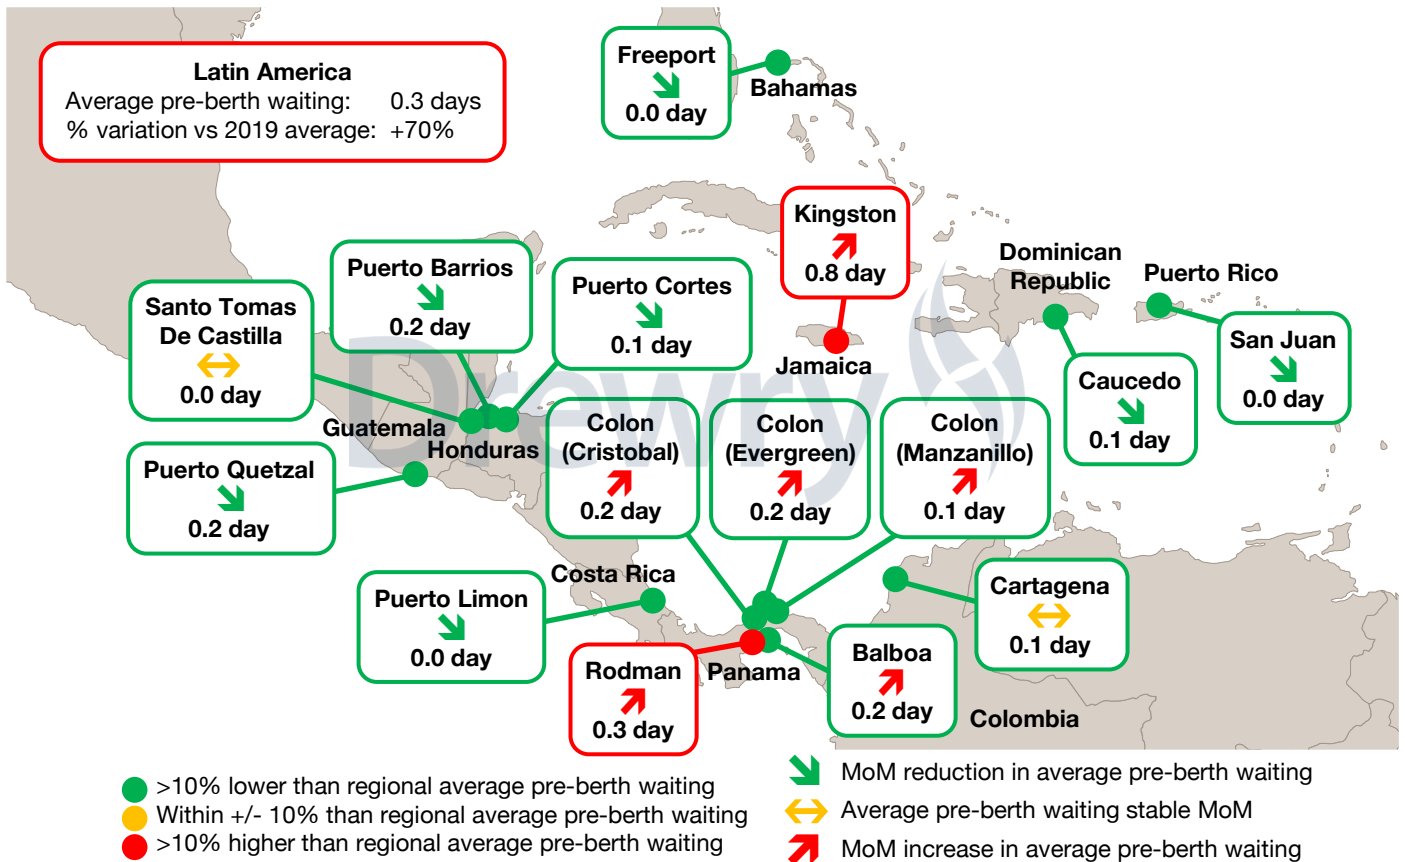 Latin America
Average pre-berth waiting: 0.3 days
% variation vs 2019 average: +70%
Freeport
0.0 day
Bahamas
Kingston
0.8 day
Jamaica
Dominican
Republic
Puerto Rico
San Juan
0.0 day
Caucedo
0.1 day
Puerto Barrios
0.2 day
Puerto Cortes
0.1 day
Santo Tomas
De Castilla
0.0 day
Guatemala
Honduras
Drewry
Puerto Quetzal
0.2 day
Colon
(Cristobal)
0.2 day
Colon
(Evergreen)
0.2 day
Colon
(Manzanillo)
0.1 day
Costa Rica
Puerto Limon
0.0 day
Cartagena
0.1 day
Rodman
0.3 day
Panama
Balboa
0.2 day
Colombia
>10% lower than regional average pre-berth waiting
Within +/- 10% than regional average pre-berth waiting
>10% higher than regional average pre-berth waiting
MoM reduction in average pre-berth waiting
Average pre-berth waiting stable MoM
MoM increase in average pre-berth waiting